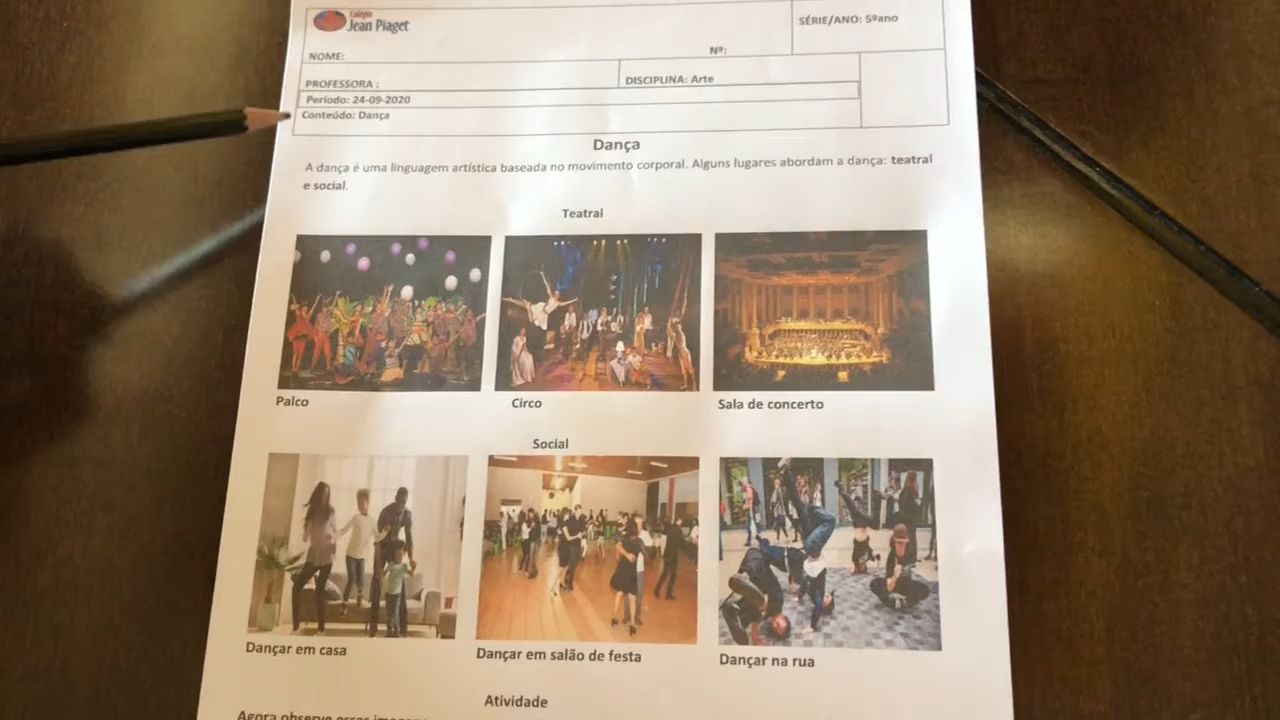 Colégio
Jean Piaget
SÉRIE/ANO: 5ºano
NOME:
Nº:
PROFESSORA :
DISCIPLINA: Arte
Período: 24-09-2020
Conteúdo: Dança
Dança
A dança é uma linguagem artística baseada no movimento corporal. Alguns lugares abordam a dança: teatral
e social.
Teatral
Palco
Circo
Sala de concerto
Social
Dançar em casa
Dançar em salão de festa
Dançar na rua
Atividade
Agora observe